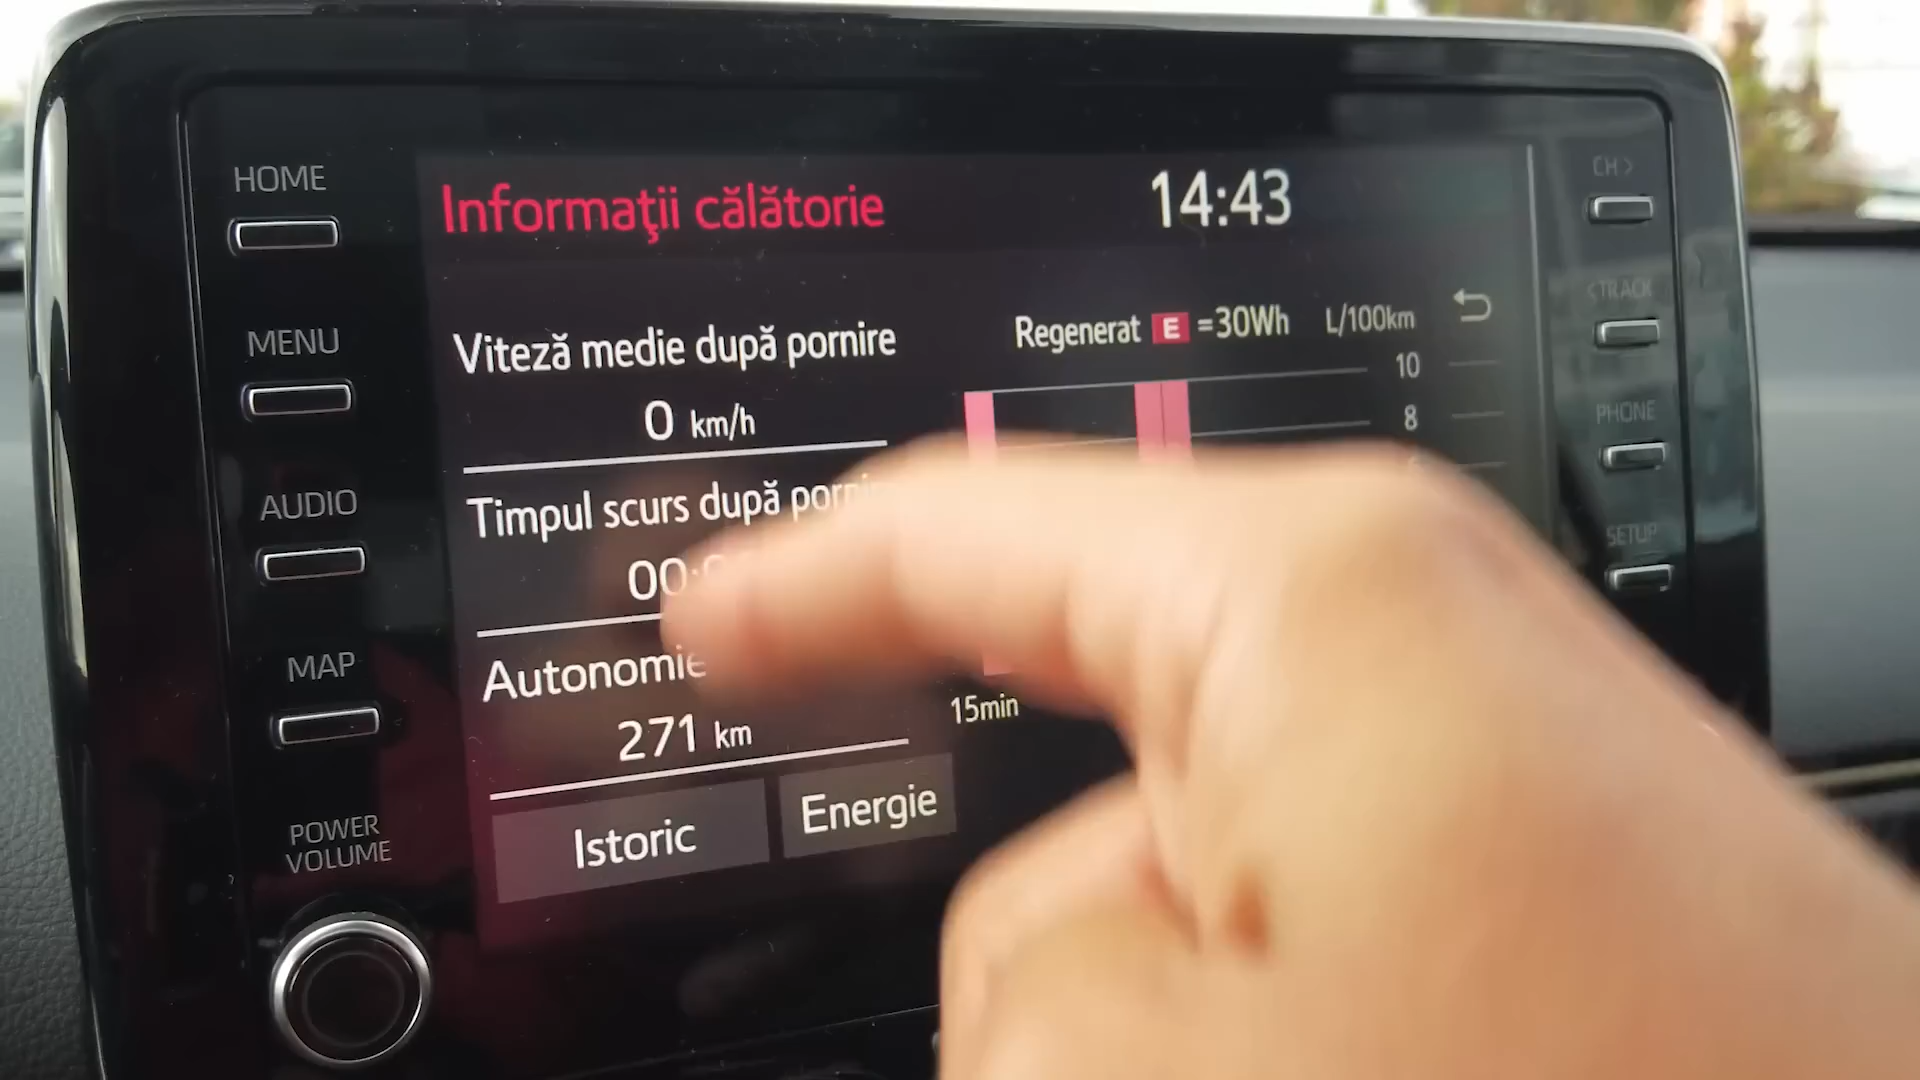 HOME
MENU
AUDIO
MAP
POWER
VOLUME
Informaţii călătorie
14:43
Viteză medie după pornire
0 km/h
Timpul scurs după
Autonomie
271 km
Istoric
Energie
Regenerat E =30Wh
L/100km
10
8
15min
CH >
< TRACK
PHONE
SETUP